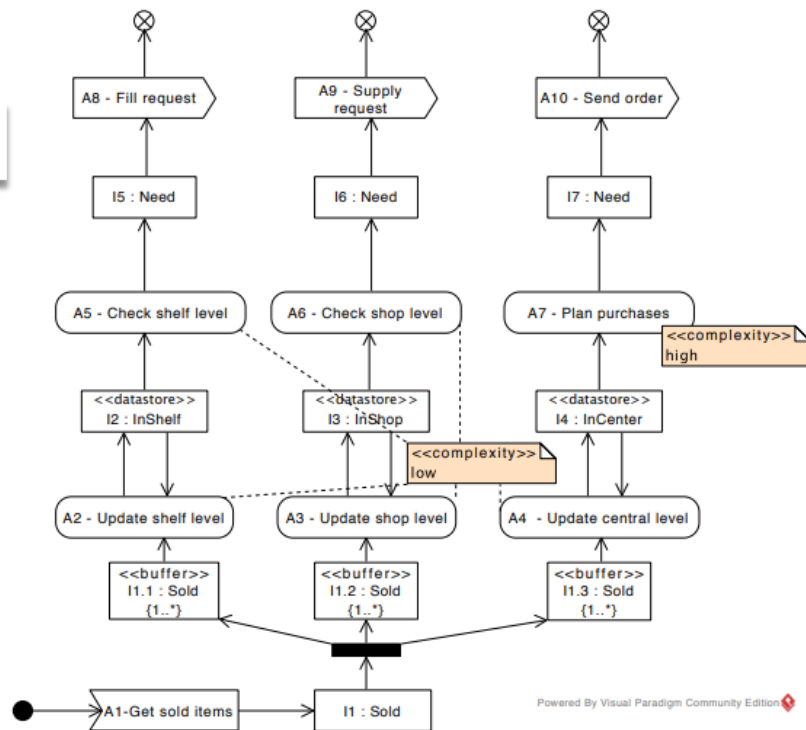 A8 - Fill request
A9 - Supply
request
A10 - Send order
I5 : Need
I6 : Need
I7 : Need
A5 - Check shelf level
A6 - Check shop level
A7 - Plan purchases
<<complexity>>
high
<<datastore>>
I2 : InShelf
<<datastore>>
I3 : InShop
<<datastore>>
I4 : InCenter
<<complexity>>
low
A2 - Update shelf level
A3 - Update shop level
A4 - Update central level
<<buffer>>
I1.1 : Sold
{1..*}
<<buffer>>
I1.2 : Sold
{1..*}
<<buffer>>
I1.3 : Sold
{1..*}
A1-Get sold items
I1 : Sold
Powered By Visual Paradigm Community Edition